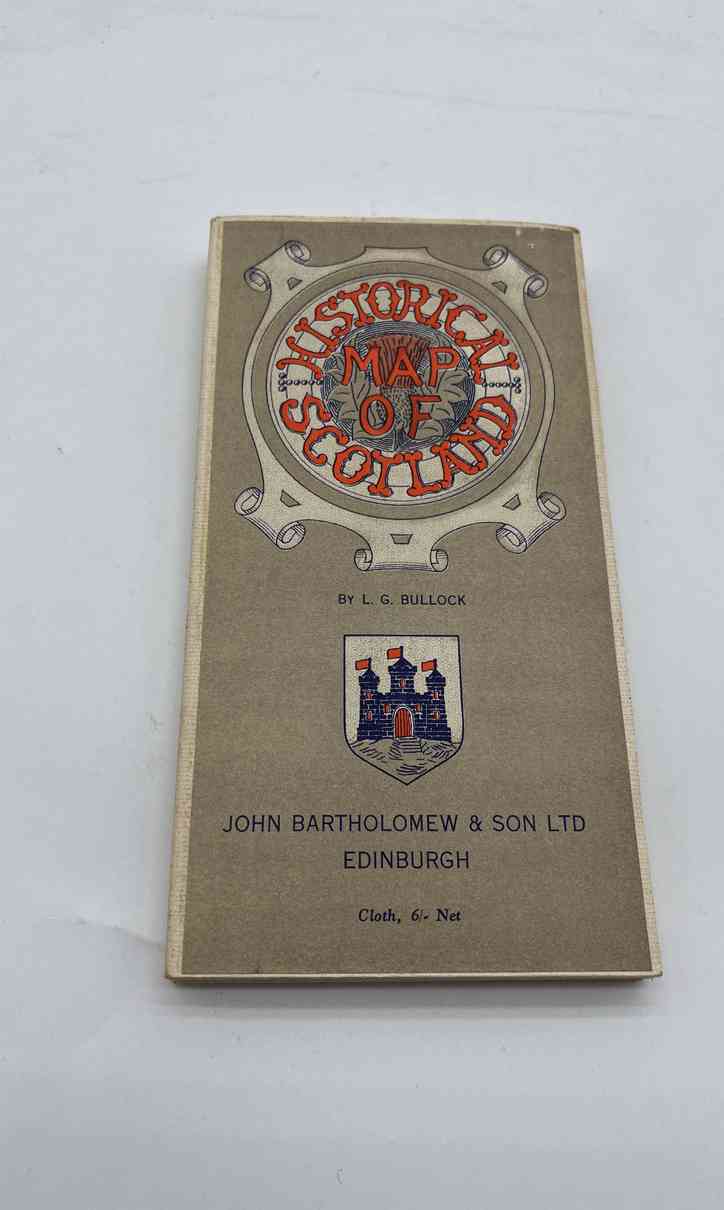 HISTORICAL
MAP
OF
SCOTLAND
BY L. G. BULLOCK
JOHN BARTHOLOMEW & SON LTD
EDINBURGH
Cloth, 6/- Net